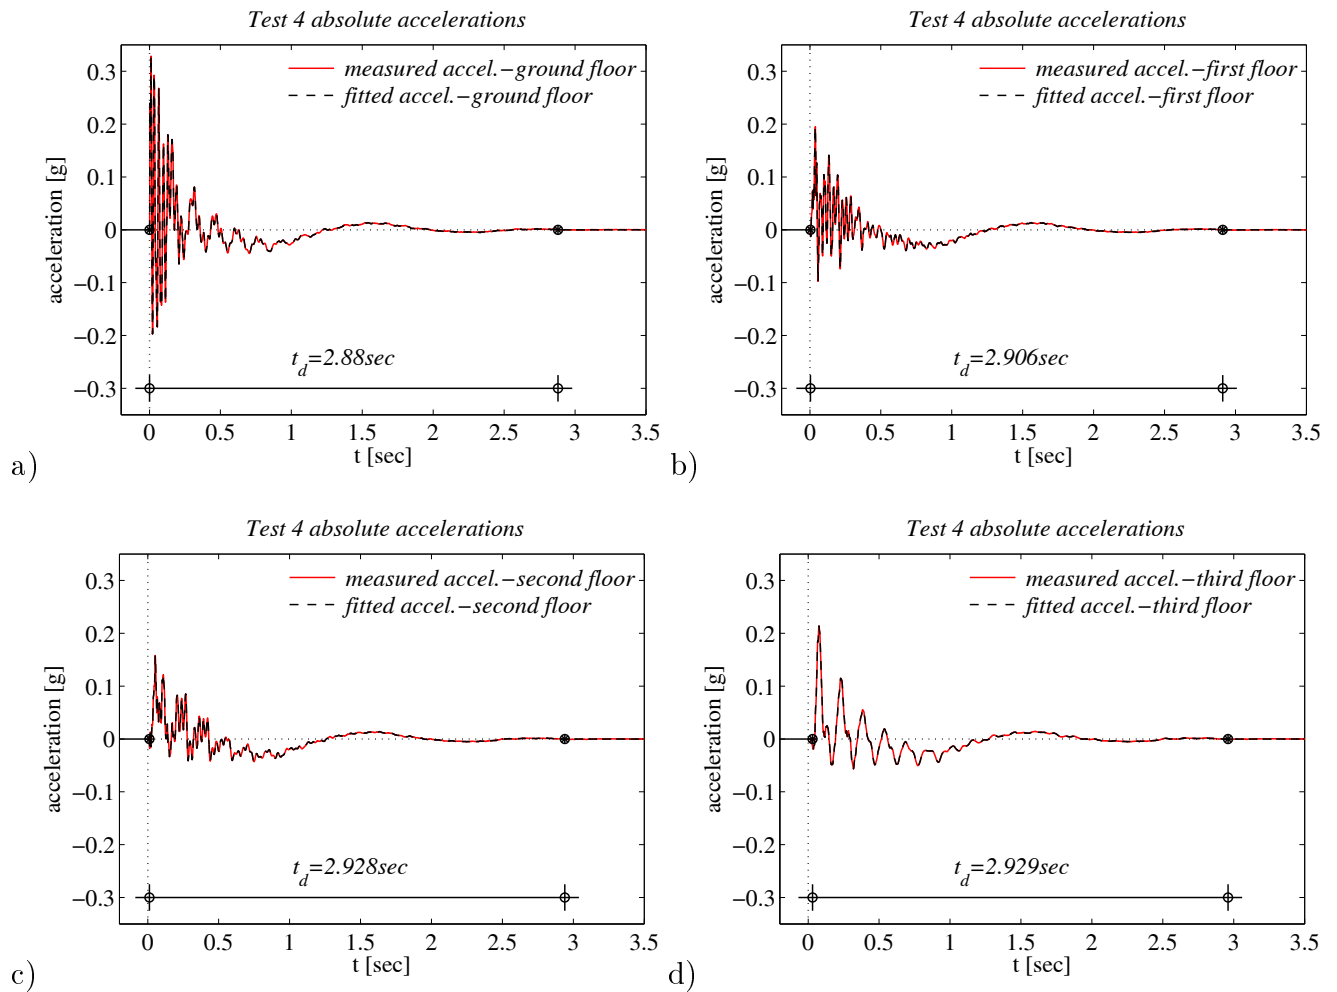 Test 4 absolute accelerations
measured accel.−ground floor
fitted accel.−ground floor
acceleration [g]
0.3
0.2
0.1
0
−0.1
−0.2
−0.3
t_d=2.88sec
0 0.5 1 1.5 2 2.5 3 3.5
t [sec]
a)
Test 4 absolute accelerations
measured accel.−first floor
fitted accel.−first floor
acceleration [g]
0.3
0.2
0.1
0
−0.1
−0.2
−0.3
t_d=2.906sec
0 0.5 1 1.5 2 2.5 3 3.5
t [sec]
b)
Test 4 absolute accelerations
measured accel.−second floor
fitted accel.−second floor
acceleration [g]
0.3
0.2
0.1
0
−0.1
−0.2
−0.3
t_d=2.928sec
0 0.5 1 1.5 2 2.5 3 3.5
t [sec]
c)
Test 4 absolute accelerations
measured accel.−third floor
fitted accel.−third floor
acceleration [g]
0.3
0.2
0.1
0
−0.1
−0.2
−0.3
t_d=2.929sec
0 0.5 1 1.5 2 2.5 3 3.5
t [sec]
d)